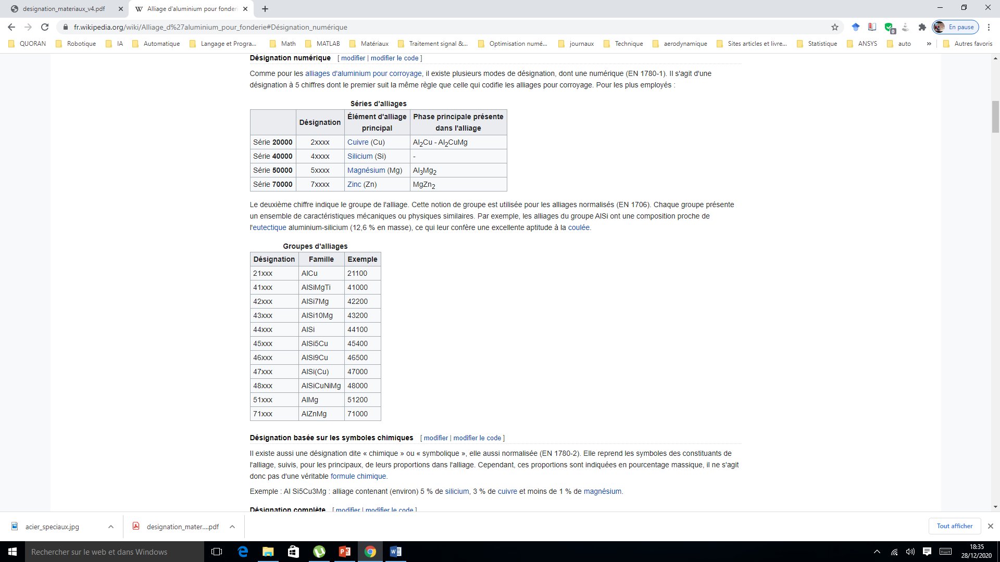 designation_materiaux_v4.pdf
Alliage d'aluminium pour fonder
fr.wikipedia.org/wiki/Alliage_d%27aluminium_pour_fonderie#Désignation_numérique
En pause
QUORAN Robotique IA Automatique Langage et Progra... Math MATLAB Matériaux Traitement signal &... Optimisation numé... journaux Technique aerodynamique Sites articles et livre... Statistique ANSYS auto » Autres favoris
Désignation numérique [ modifier | modifier le code ]
Comme pour les alliages d'aluminium pour corroyage, il existe plusieurs modes de désignation, dont une numérique (EN 1780-1). Il s'agit d'une
désignation à 5 chiffres dont le premier suit la même règle que celle qui codifie les alliages pour corroyage. Pour les plus employés :
Séries d'alliages
Désignation Élément d'alliage principal Phase principale présente dans l'alliage
Série 20000 2xxxx Cuivre (Cu) Al2Cu - Al2CuMg
Série 40000 4xxxx Silicium (Si) -
Série 50000 5xxxx Magnésium (Mg) Al3Mg2
Série 70000 7xxxx Zinc (Zn) MgZn2
Le deuxième chiffre indique le groupe de l'alliage. Cette notion de groupe est utilisée pour les alliages normalisés (EN 1706). Chaque groupe présente
un ensemble de caractéristiques mécaniques ou physiques similaires. Par exemple, les alliages du groupe AlSi ont une composition proche de
l'eutectique aluminium-silicium (12,6 % en masse), ce qui leur confère une excellente aptitude à la coulée.
Groupes d'alliages
Désignation Famille Exemple
21xxx AlCu 21100
41xxx AlSiMgTi 41000
42xxx AlSi7Mg 42200
43xxx AlSi10Mg 43200
44xxx AlSi 44100
45xxx AlSi5Cu 45400
46xxx AlSi9Cu 46500
47xxx AlSi(Cu) 47000
48xxx AlSiCuNiMg 48000
51xxx AlMg 51200
71xxx AlZnMg 71000
Désignation basée sur les symboles chimiques [ modifier | modifier le code ]
Il existe aussi une désignation dite « chimique » ou « symbolique », elle aussi normalisée (EN 1780-2). Elle reprend les symboles des constituants de
l'alliage, suivis, pour les principaux, de leurs proportions dans l'alliage. Cependant, ces proportions sont indiquées en pourcentage massique, il ne s'agit
donc pas d'une véritable formule chimique.
Exemple : Al Si5Cu3Mg : alliage contenant (environ) 5 % de silicium, 3 % de cuivre et moins de 1 % de magnésium.
Désignation complète [ modifier | modifier le code ]
acier_speciaux.jpg
designation_mater....pdf
Tout afficher
Rechercher sur le web et dans Windows
18:35
28/12/2020